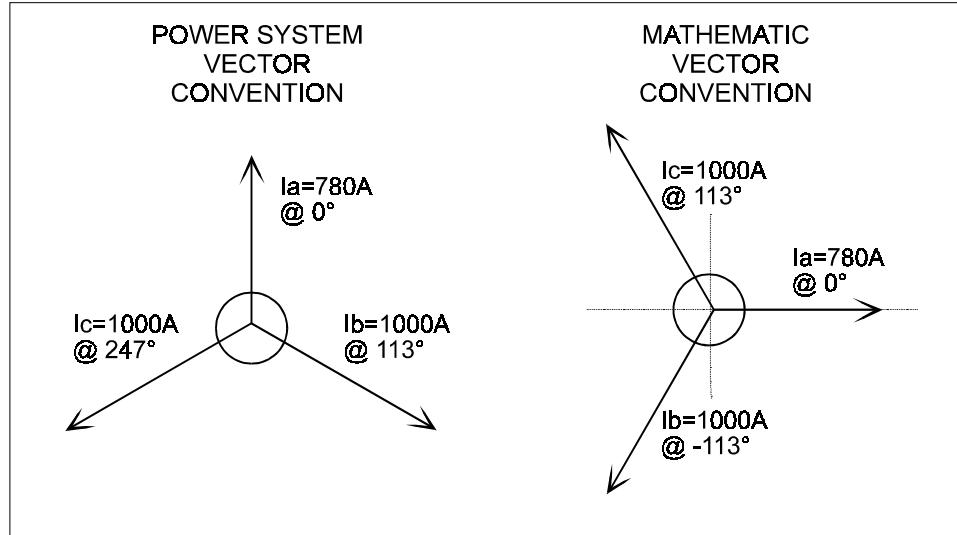 POWER SYSTEM
VECTOR
CONVENTION
Ia=780A
@ 0°
Ic=1000A
@ 247°
Ib=1000A
@ 113°
MATHEMATIC
VECTOR
CONVENTION
Ic=1000A
@ 113°
Ia=780A
@ 0°
Ib=1000A
@ -113°